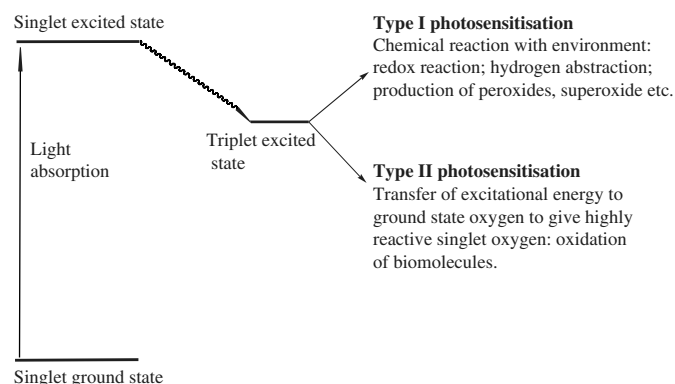 Singlet excited state
Light
absorption
Triplet excited
state
Type I photosensitisation
Chemical reaction with environment:
redox reaction; hydrogen abstraction;
production of peroxides, superoxide etc.
Type II photosensitisation
Transfer of excitational energy to
ground state oxygen to give highly
reactive singlet oxygen: oxidation
of biomolecules.
Singlet ground state